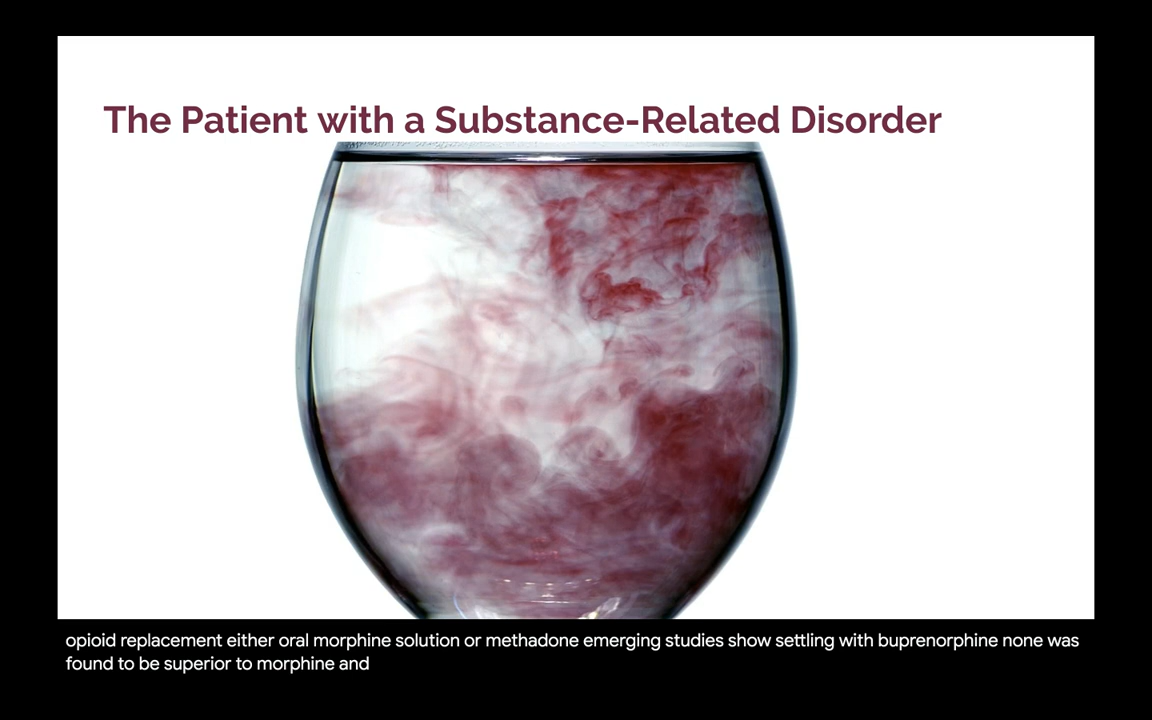 The Patient with a Substance-Related Disorder
opioid replacement either oral morphine solution or methadone emerging studies show settling with buprenorphine none was
found to be superior to morphine and